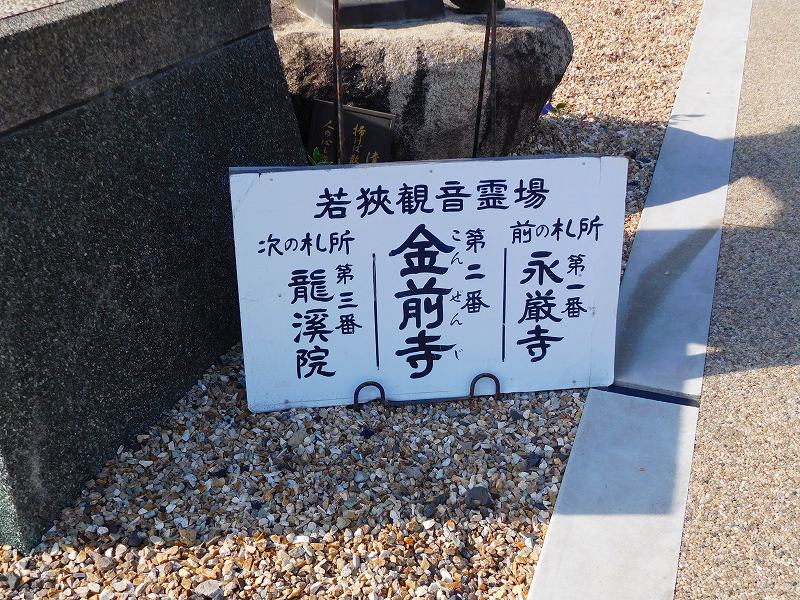 若狹観音霊場
前の札所
第一番
永厳寺
第二番
金前寺
こんぜんじ
次の札所
第三番
龍溪院